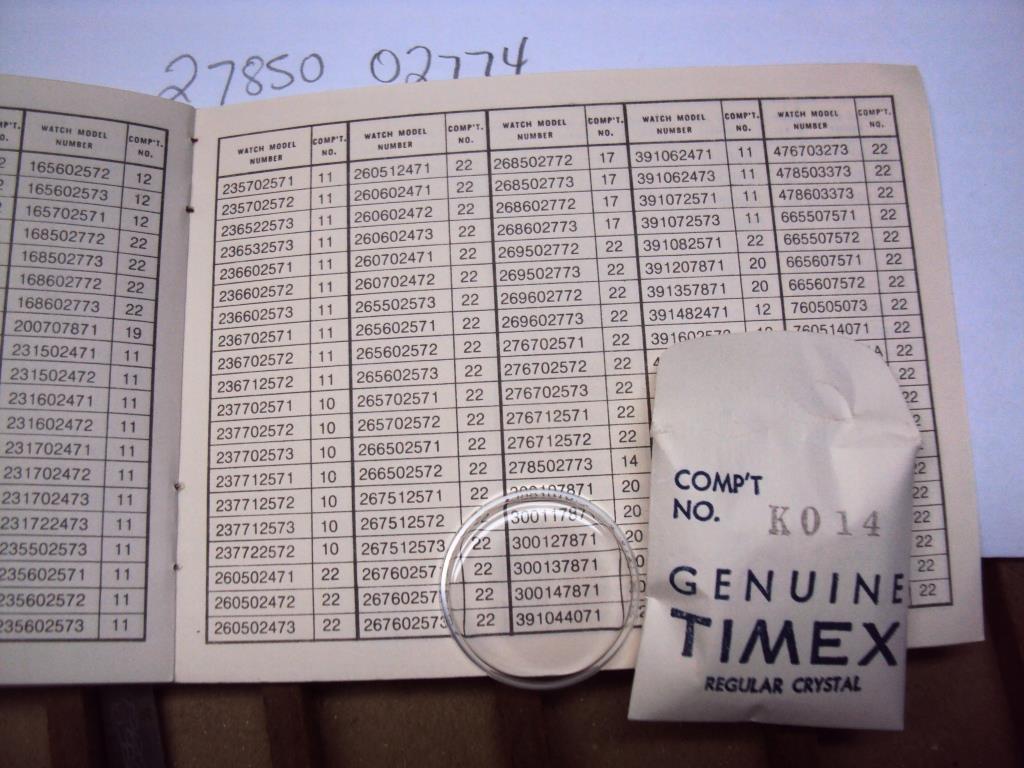 27850 02774
WATCH MODEL NUMBER COMP'T. NO.
165602572 12
165602573 12
165702571 12
168502772 22
168502773 22
168602772 22
168602773 22
200707871 19
231502471 11
231502472 11
231602471 11
231602472 11
231702471 11
231702472 11
231702473 11
231722473 11
235502573 11
235602571 11
235602572 11
235602573 11
WATCH MODEL NUMBER COMP'T. NO. WATCH MODEL NUMBER COMP'T. NO. WATCH MODEL NUMBER COMP'T. NO. WATCH MODEL NUMBER COMP'T. NO. WATCH MODEL NUMBER COMP'T. NO.
235702571 11 260512471 22 268502772 17 391062471 11 476703273 22
235702572 11 260602471 22 268502773 17 391062473 11 478503373 22
236522573 11 260602472 22 268602772 17 391072571 11 478603373 22
236532573 11 260602473 22 268602773 17 391072573 11 665507571 22
236602571 11 260702471 22 269502772 22 391082571 22 665507572 22
236602572 11 260702472 22 269502773 22 391207871 20 665607571 22
236602573 11 265502573 22 269602772 22 391357871 20 665607572 22
236702571 11 265602571 22 269602773 22 391482471 12 760505073 22
236702572 11 265602572 22 276702571 22 760514071 22
236712572 11 265602573 22 276702572 22 22
237702571 10 265702571 22 276702573 22
237702572 10 265702572 22 276712571 22
237702573 10 266502571 22 276712572 22
237712571 10 266502572 22 278502773 14
237712572 10 267512571 22 20
237712573 10 267512572 22 20 22
237722572 10 267512573 22 300127871 20 22
260502471 22 22 300137871 22
260502472 22 22 300147871 22
260502473 22 267602573 22 391044071 22
COMP'T
NO. K014
GENUINE
TIMEX
REGULAR CRYSTAL